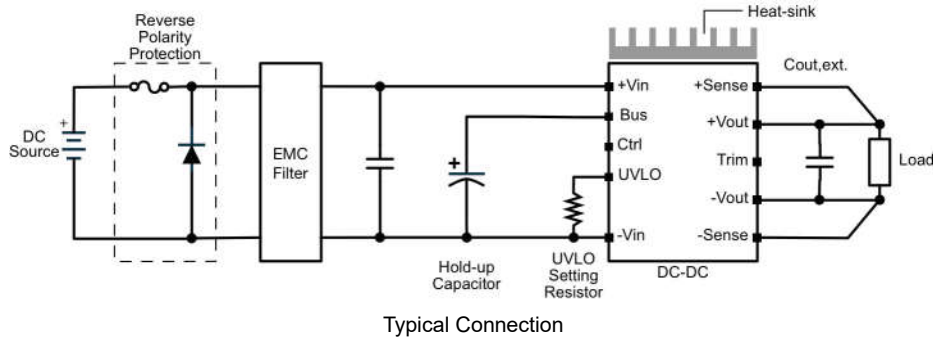 Reverse
Polarity
Protection
Heat-sink
Cout,ext.
+
DC
Source
EMC
Filter
+
Hold-up
Capacitor
UVLO
Setting
Resistor
+Vin
Bus
Ctrl
UVLO
-Vin
+Sense
+Vout
Trim
-Vout
-Sense
DC-DC
Load
Typical Connection